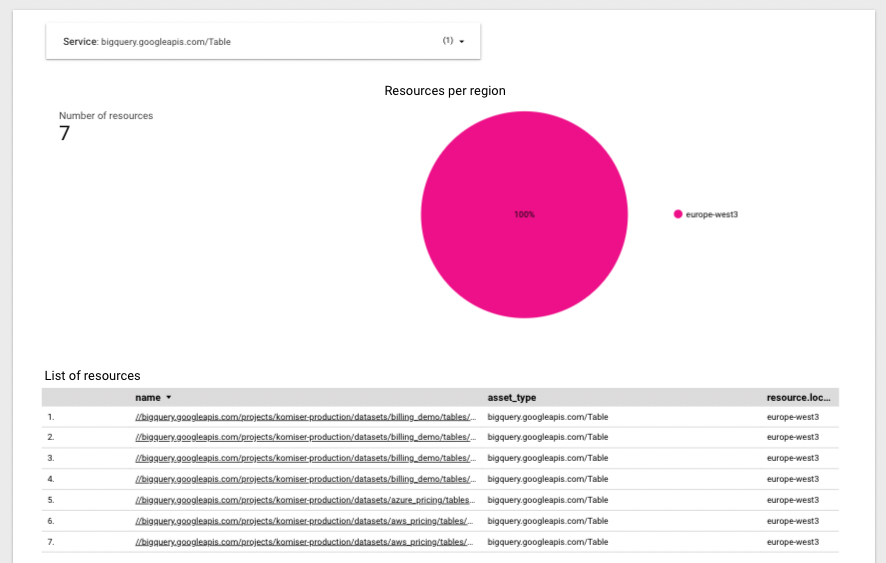 Service: bigquery.googleapis.com/Table (1)
Resources per region
Number of resources
7
100%
europe-west3
List of resources
name asset_type resource.loc...
1. //bigquery.googleapis.com/projects/komiser-production/datasets/billing_demo/tables/... bigquery.googleapis.com/Table europe-west3
2. //bigquery.googleapis.com/projects/komiser-production/datasets/billing_demo/tables/... bigquery.googleapis.com/Table europe-west3
3. //bigquery.googleapis.com/projects/komiser-production/datasets/billing_demo/tables/... bigquery.googleapis.com/Table europe-west3
4. //bigquery.googleapis.com/projects/komiser-production/datasets/billing_demo/tables/... bigquery.googleapis.com/Table europe-west3
5. //bigquery.googleapis.com/projects/komiser-production/datasets/azure_pricing/tables... bigquery.googleapis.com/Table europe-west3
6. //bigquery.googleapis.com/projects/komiser-production/datasets/aws_pricing/tables/... bigquery.googleapis.com/Table europe-west3
7. //bigquery.googleapis.com/projects/komiser-production/datasets/aws_pricing/tables/... bigquery.googleapis.com/Table europe-west3